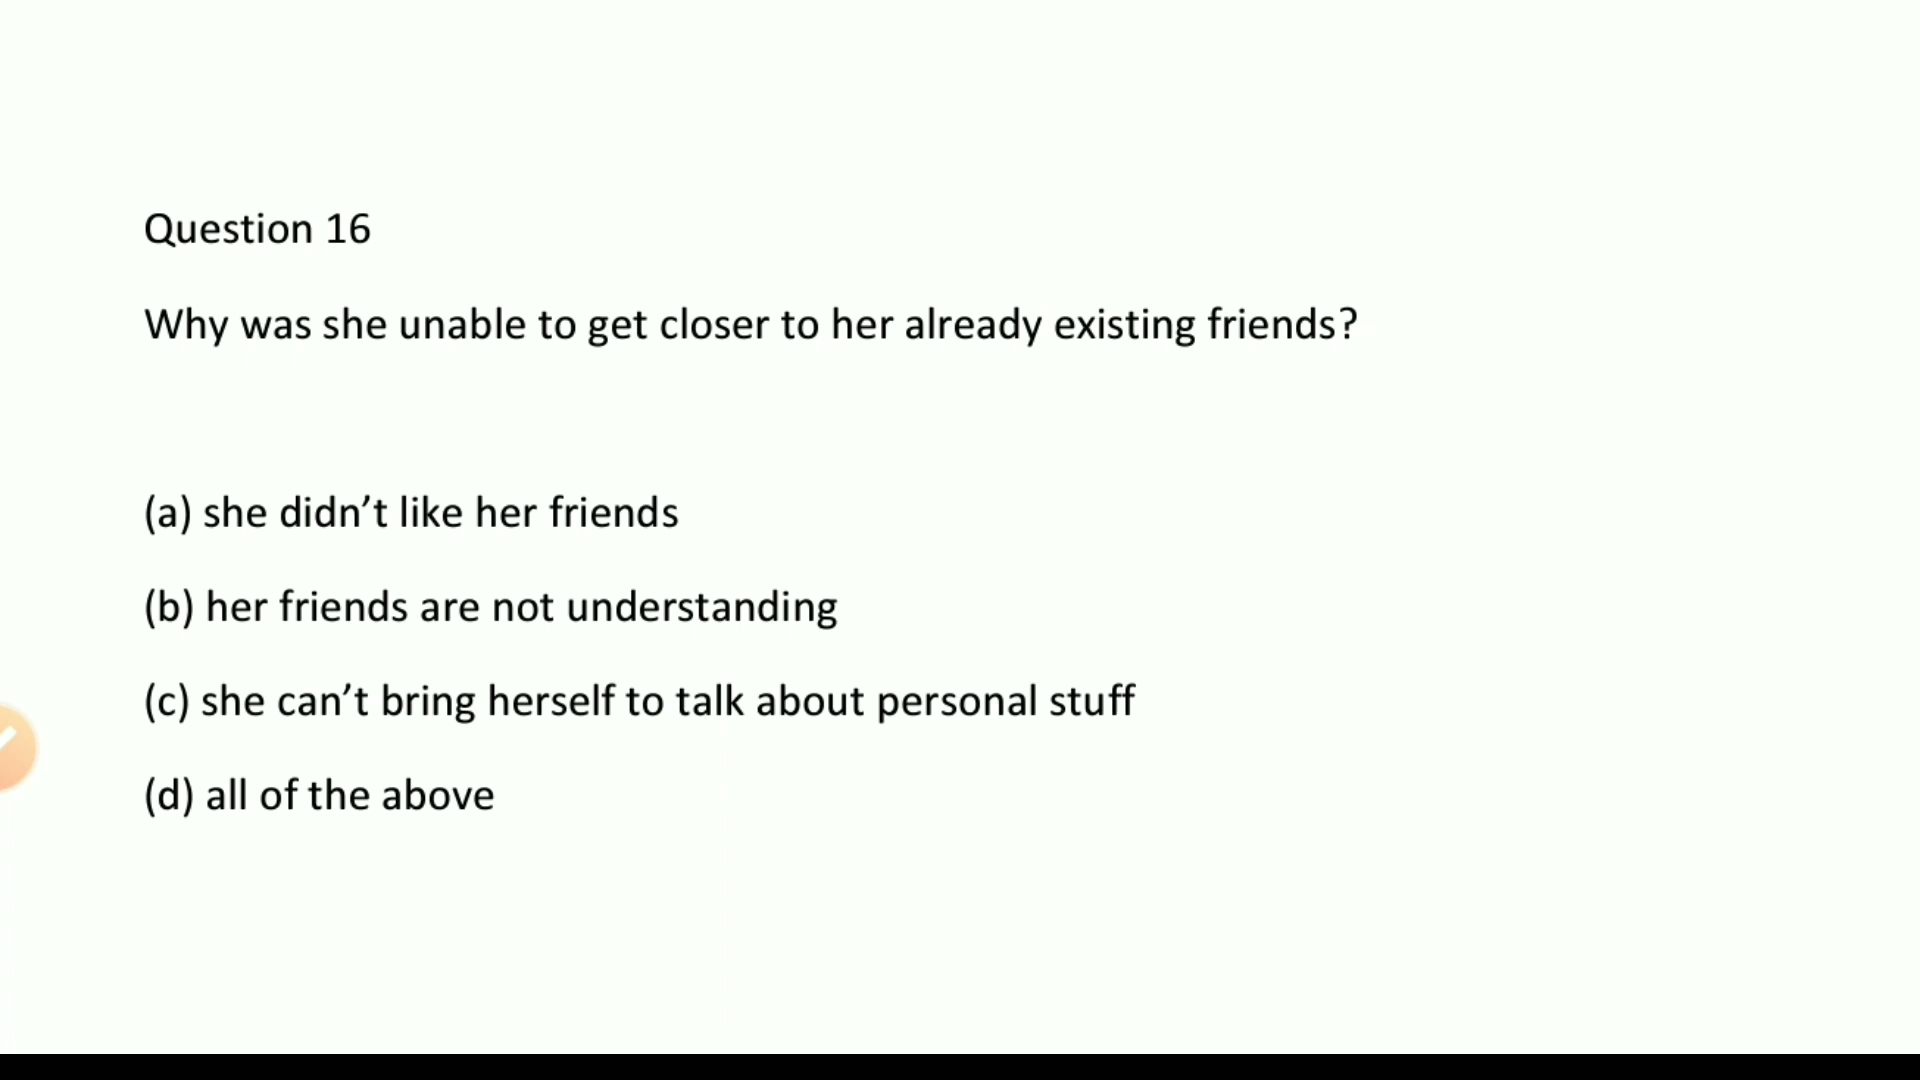 Question 16
Why was she unable to get closer to her already existing friends?
(a) she didn’t like her friends
(b) her friends are not understanding
(c) she can’t bring herself to talk about personal stuff
(d) all of the above